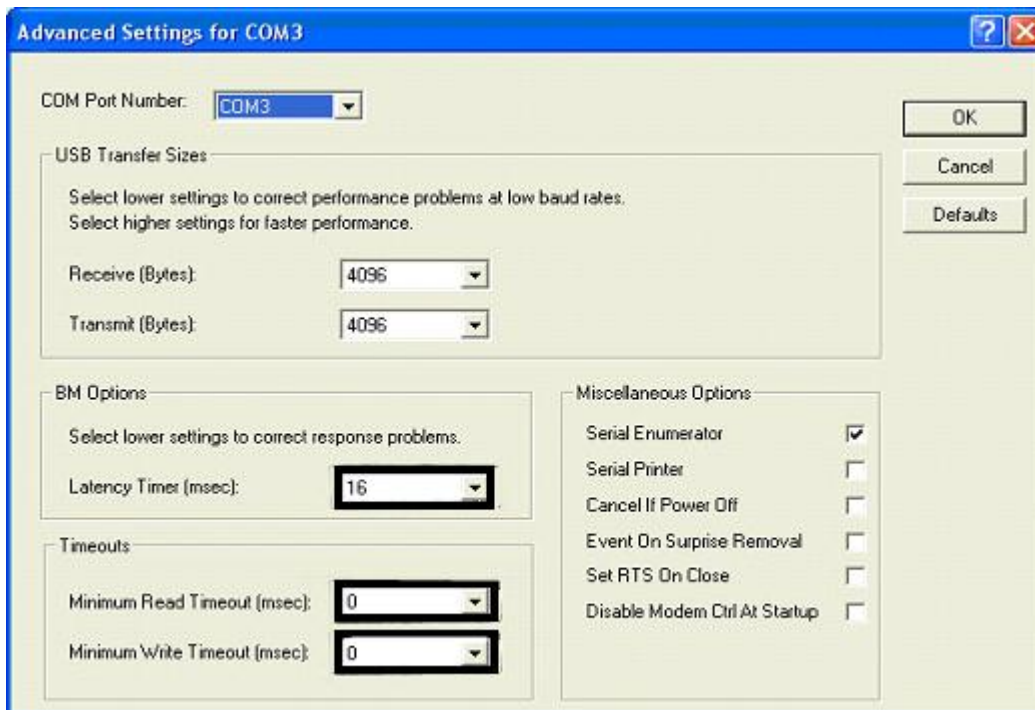 Advanced Settings for COM3
COM Port Number: COM3
OK
Cancel
Defaults
USB Transfer Sizes
Select lower settings to correct performance problems at low baud rates.
Select higher settings for faster performance.
Receive (Bytes): 4096
Transmit (Bytes): 4096
BM Options
Select lower settings to correct response problems.
Latency Timer (msec): 16
Timeouts
Minimum Read Timeout (msec): 0
Minimum Write Timeout (msec): 0
Miscellaneous Options
Serial Enumerator
Serial Printer
Cancel If Power Off
Event On Surprise Removal
Set RTS On Close
Disable Modem Ctrl At Startup